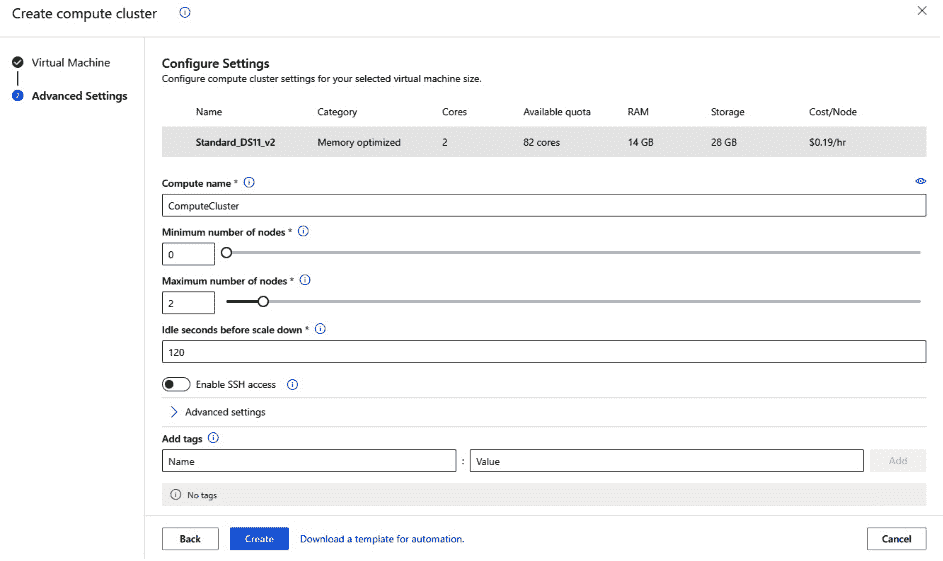 Create compute cluster
Virtual Machine
Advanced Settings
Configure Settings
Configure compute cluster settings for your selected virtual machine size.
Name Category Cores Available quota RAM Storage Cost/Node
Standard_DS11_v2 Memory optimized 2 82 cores 14 GB 28 GB $0.19/hr
Compute name *
ComputeCluster
Minimum number of nodes *
0
Maximum number of nodes *
2
Idle seconds before scale down *
120
Enable SSH access
Advanced settings
Add tags
Name : Value Add
No tags
Back Create Download a template for automation. Cancel